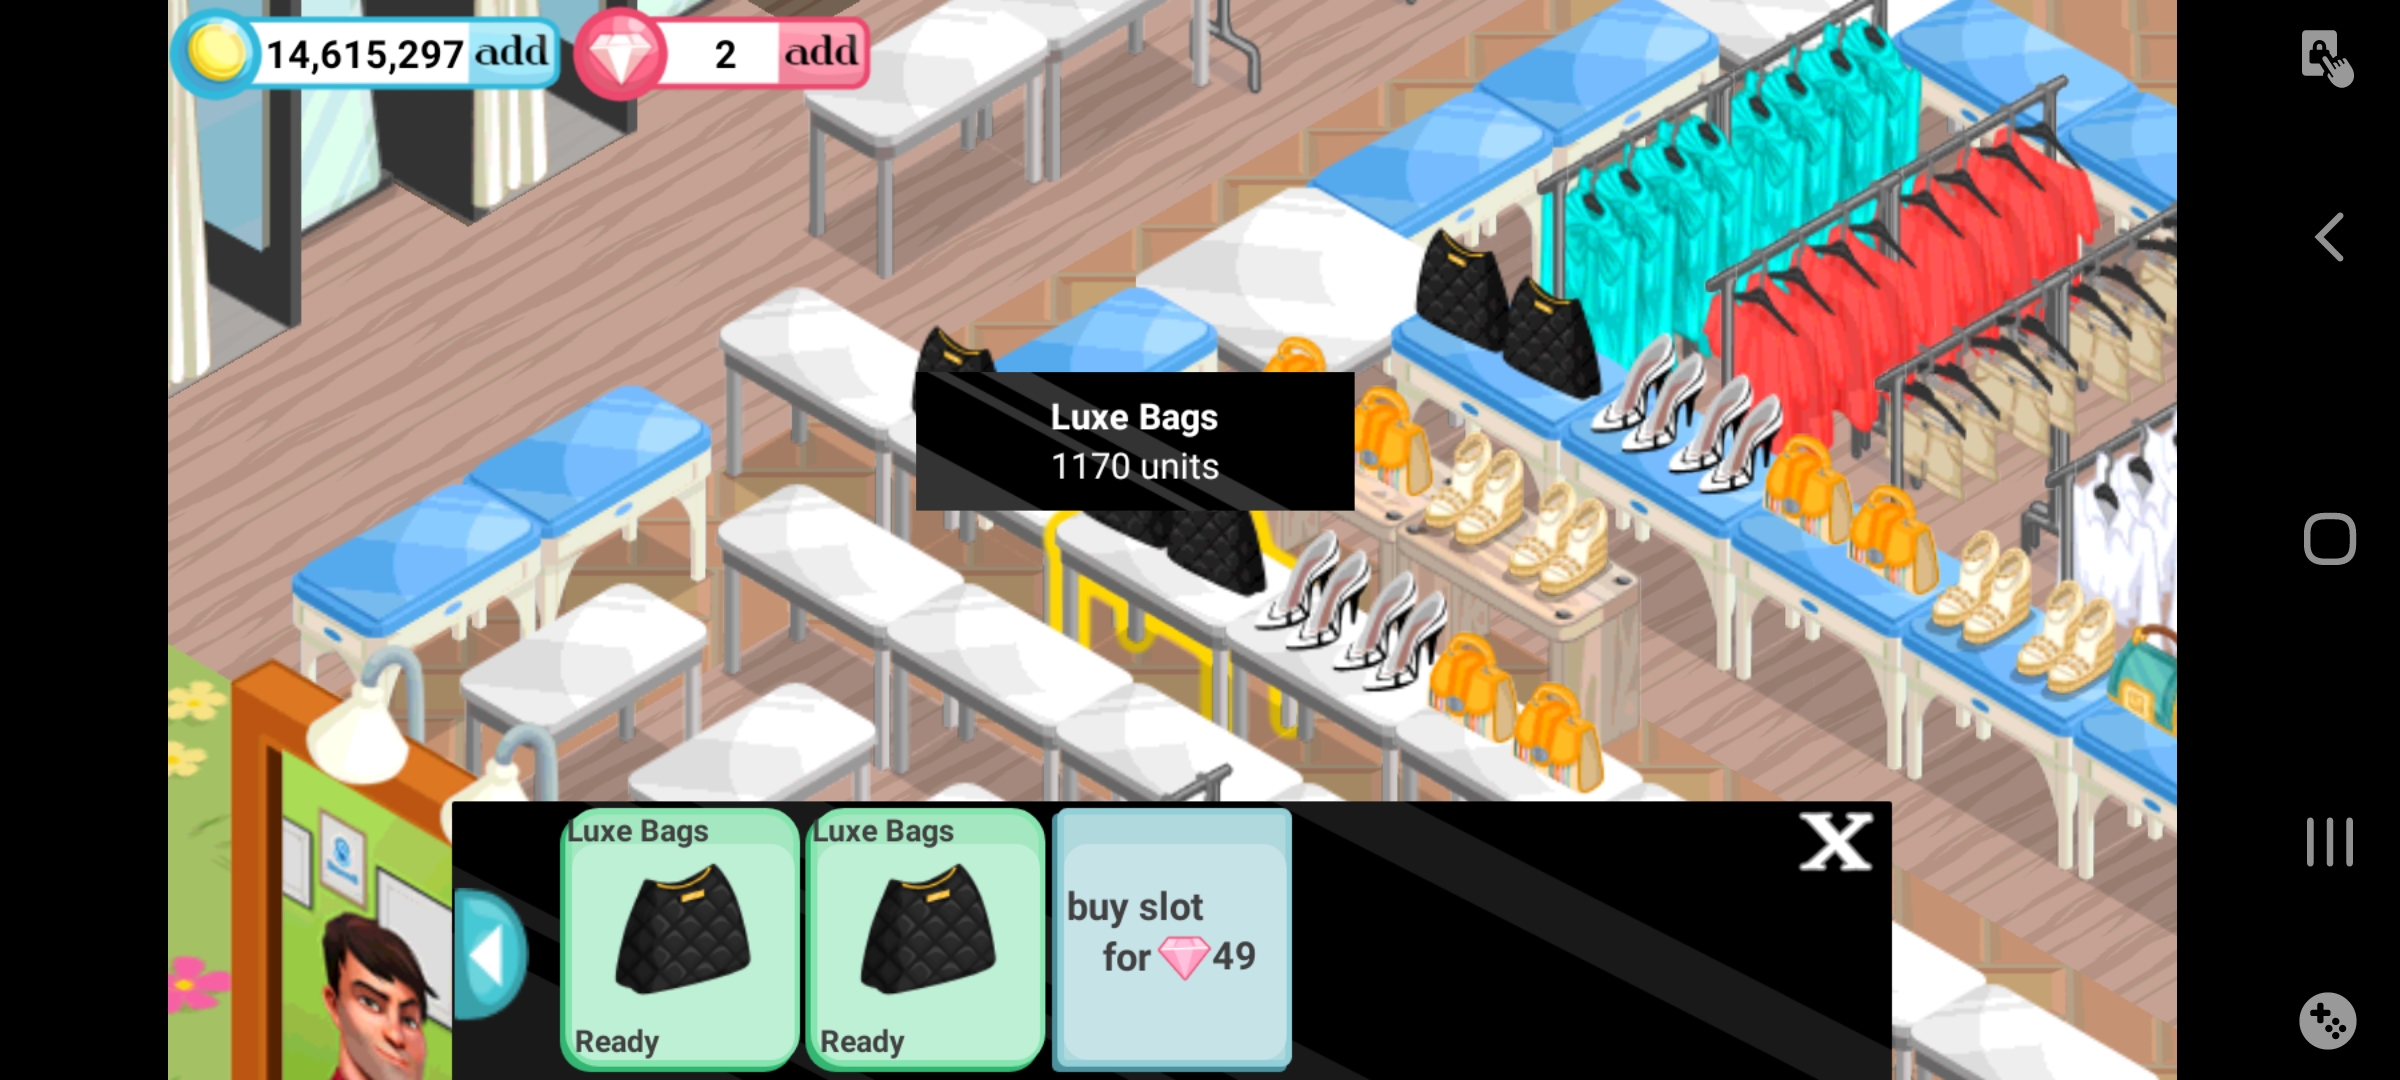 14,615,297 add
2 add
Luxe Bags
1170 units
Luxe Bags
Ready
Luxe Bags
Ready
buy slot
for 49
X